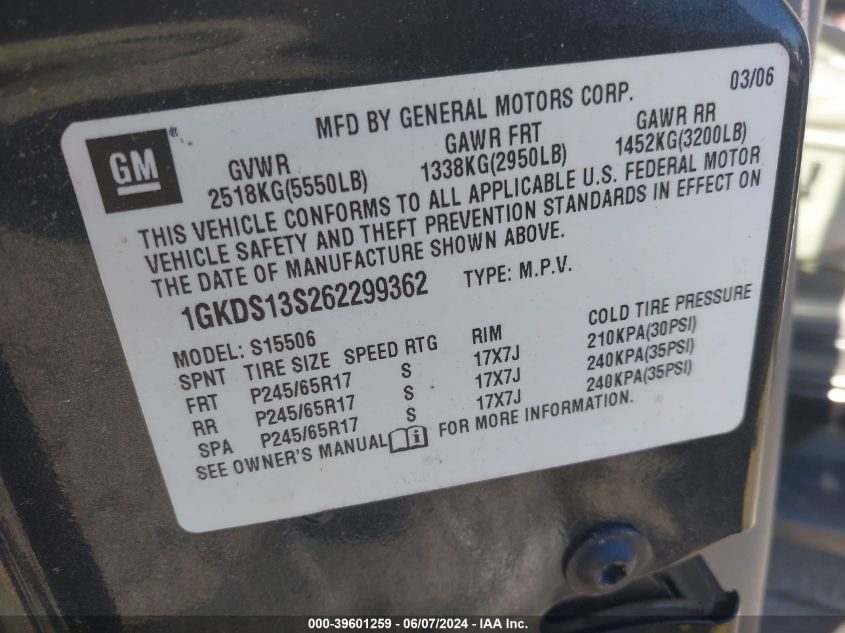 MFD BY GENERAL MOTORS CORP. 03/06
GM®
GVWR GAWR FRT GAWR RR
2518KG(5550LB) 1338KG(2950LB) 1452KG(3200LB)
THIS VEHICLE CONFORMS TO ALL APPLICABLE U.S. FEDERAL MOTOR
VEHICLE SAFETY AND THEFT PREVENTION STANDARDS IN EFFECT ON
THE DATE OF MANUFACTURE SHOWN ABOVE.
1GKDS13S262299362 TYPE: M.P.V.
MODEL: S15506
SPNT TIRE SIZE SPEED RTG RIM COLD TIRE PRESSURE
FRT P245/65R17 S 17X7J 210KPA(30PSI)
RR P245/65R17 S 17X7J 240KPA(35PSI)
SPA P245/65R17 S 17X7J 240KPA(35PSI)
SEE OWNER'S MANUAL FOR MORE INFORMATION.
000-39601259 - 06/07/2024 - IAA Inc.